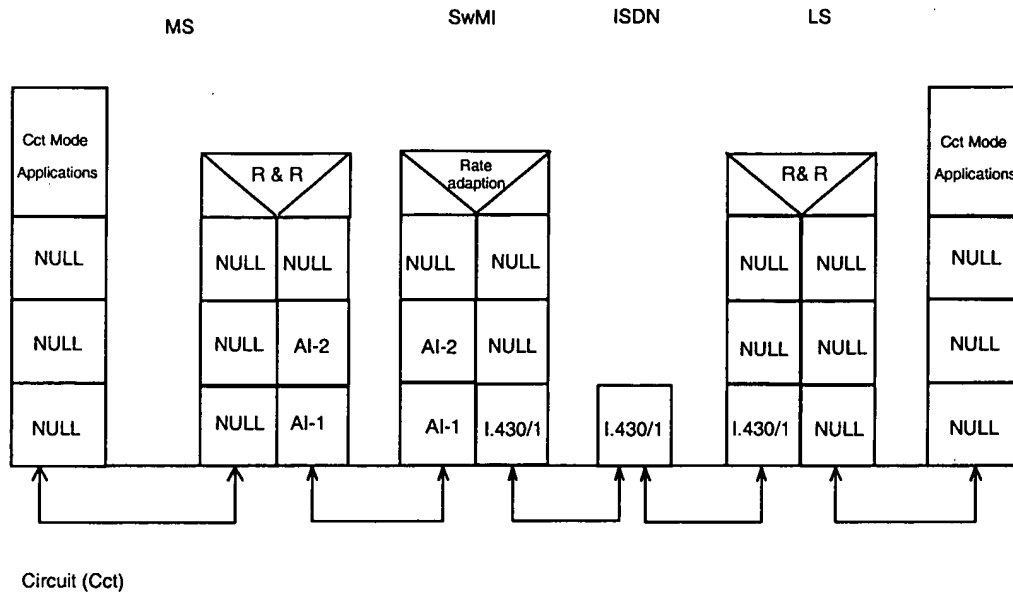 MS SwMI ISDN LS
Cct Mode
Applications
R & R
Rate
adaption
R& R
Cct Mode
Applications
NULL NULL NULL NULL NULL NULL NULL NULL
NULL NULL AI-2 AI-2 NULL NULL NULL NULL
NULL NULL AI-1 AI-1 I.430/1 I.430/1 I.430/1 NULL NULL
Circuit (Cct)